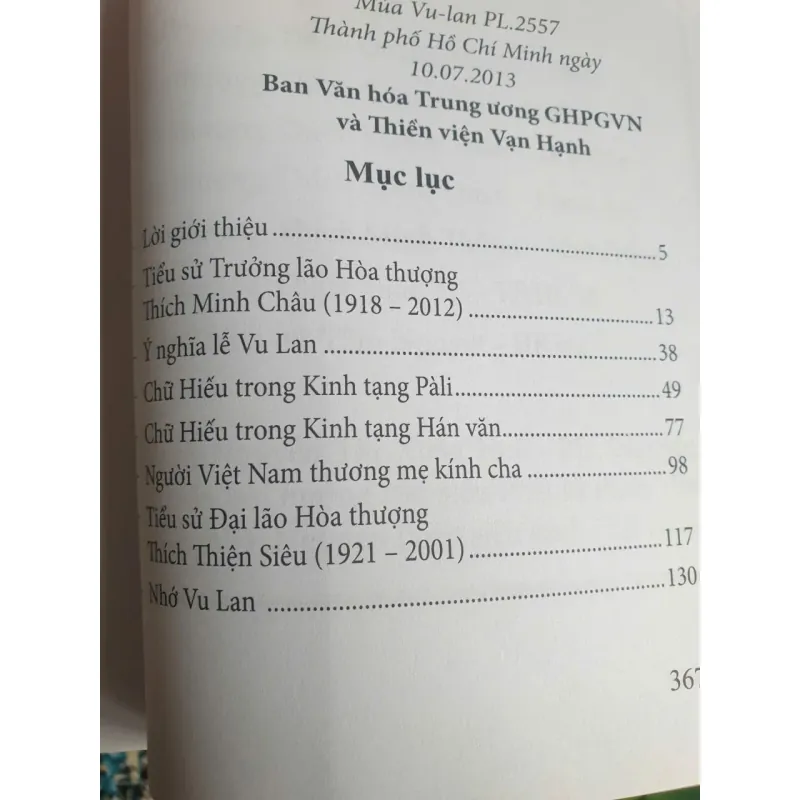 Mùa Vu-lan PL.2557
Thành phố Hồ Chí Minh ngày
10.07.2013
Ban Văn hóa Trung ương GHPGVN
và Thiền viện Vạn Hạnh
Mục lục
Lời giới thiệu ........................................................ 5
Tiểu sử Trưởng lão Hòa thượng
Thích Minh Châu (1918 – 2012) ........................... 13
Ý nghĩa lễ Vu Lan ................................................ 38
Chữ Hiếu trong Kinh tạng Pàli............................... 49
Chữ Hiếu trong Kinh tạng Hán văn........................ 77
Người Việt Nam thương mẹ kính cha ..................... 98
Tiểu sử Đại lão Hòa thượng
Thích Thiện Siêu (1921 – 2001) ............................ 117
Nhớ Vu Lan ......................................................... 130
367